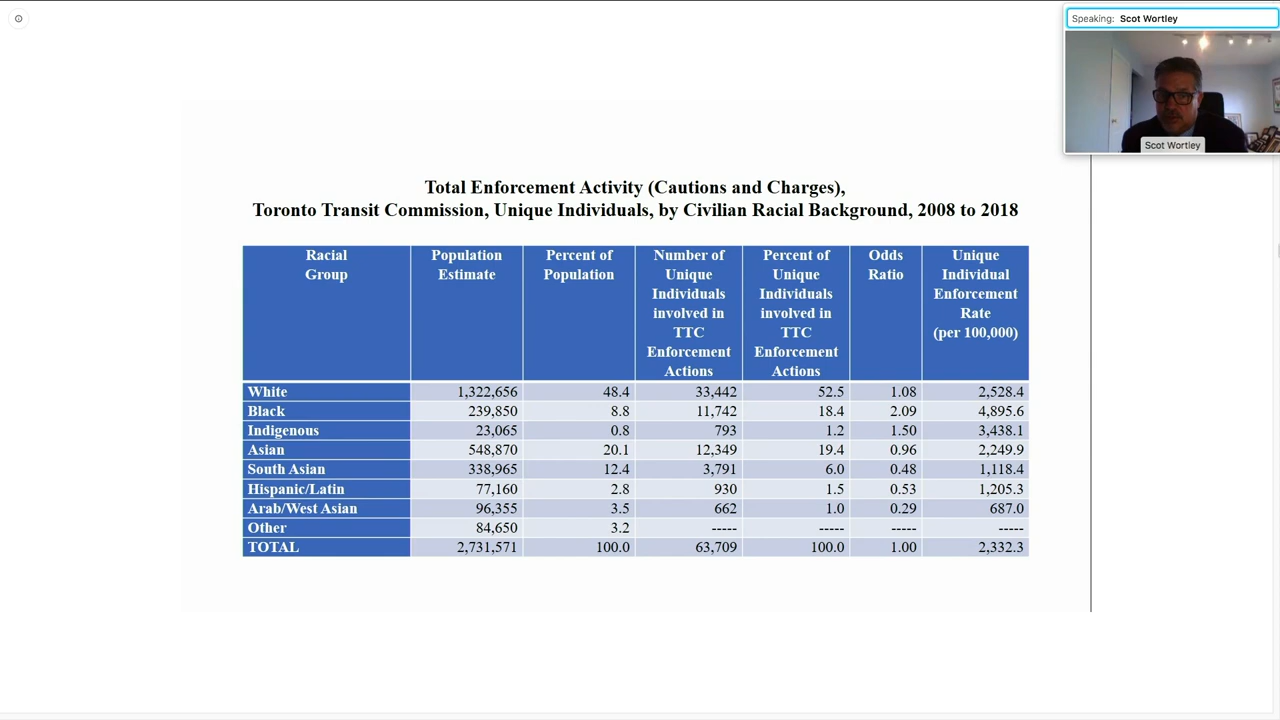 Speaking: Scot Wortley
Scot Wortley
Total Enforcement Activity (Cautions and Charges),
Toronto Transit Commission, Unique Individuals, by Civilian Racial Background, 2008 to 2018
Racial Group | Population Estimate | Percent of Population | Number of Unique Individuals involved in TTC Enforcement Actions | Percent of Unique Individuals involved in TTC Enforcement Actions | Odds Ratio | Unique Individual Enforcement Rate (per 100,000)
White 1,322,656 48.4 33,442 52.5 1.08 2,528.4
Black 239,850 8.8 11,742 18.4 2.09 4,895.6
Indigenous 23,065 0.8 793 1.2 1.50 3,438.1
Asian 548,870 20.1 12,349 19.4 0.96 2,249.9
South Asian 338,965 12.4 3,791 6.0 0.48 1,118.4
Hispanic/Latin 77,160 2.8 930 1.5 0.53 1,205.3
Arab/West Asian 96,355 3.5 662 1.0 0.29 687.0
Other 84,650 3.2 ----- ----- ----- -----
TOTAL 2,731,571 100.0 63,709 100.0 1.00 2,332.3